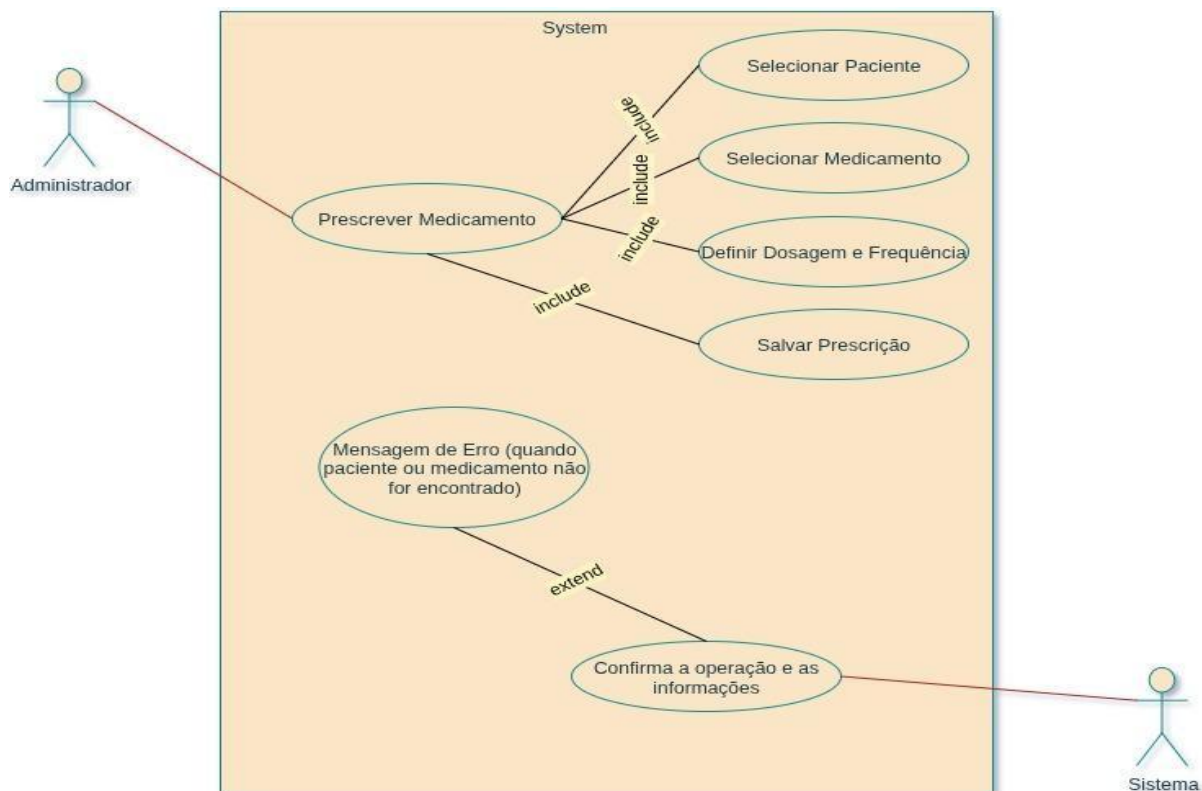 System
Selecionar Paciente
include
Administrador
Selecionar Medicamento
include
Prescrever Medicamento
include
Definir Dosagem e Frequência
include
Salvar Prescrição
Mensagem de Erro (quando
paciente ou medicamento não
for encontrado)
extend
Confirma a operação e as
informações
Sistema